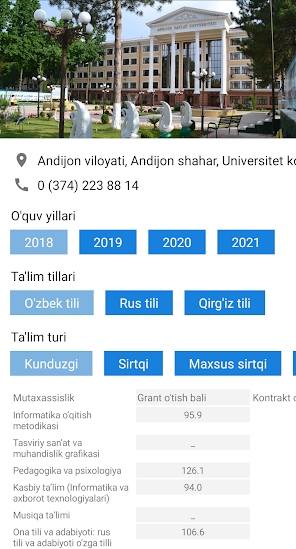 ANDIJON DAVLAT UNIVERSITETI
Andijon viloyati, Andijon shahar, Universitet
0 (374) 223 88 14
O'quv yillari
2018 2019 2020 2021
Ta'lim tillari
O'zbek tili Rus tili Qirg'iz tili
Ta'lim turi
Kunduzgi Sirtqi Maxsus sirtqi
Mutaxassislik Grant o'tish bali Kontrakt
Informatika o'qitish 95.9
metodikasi
Tasviriy san'at va _
muhandislik grafikasi
Pedagogika va psixologiya 126.1
Kasbiy ta'lim (Informatika va 94.0
axborot texnologiyalari)
Musiqa ta'limi _
Ona tili va adabiyoti: rus 106.6
tili va adabiyoti o'zga tilli